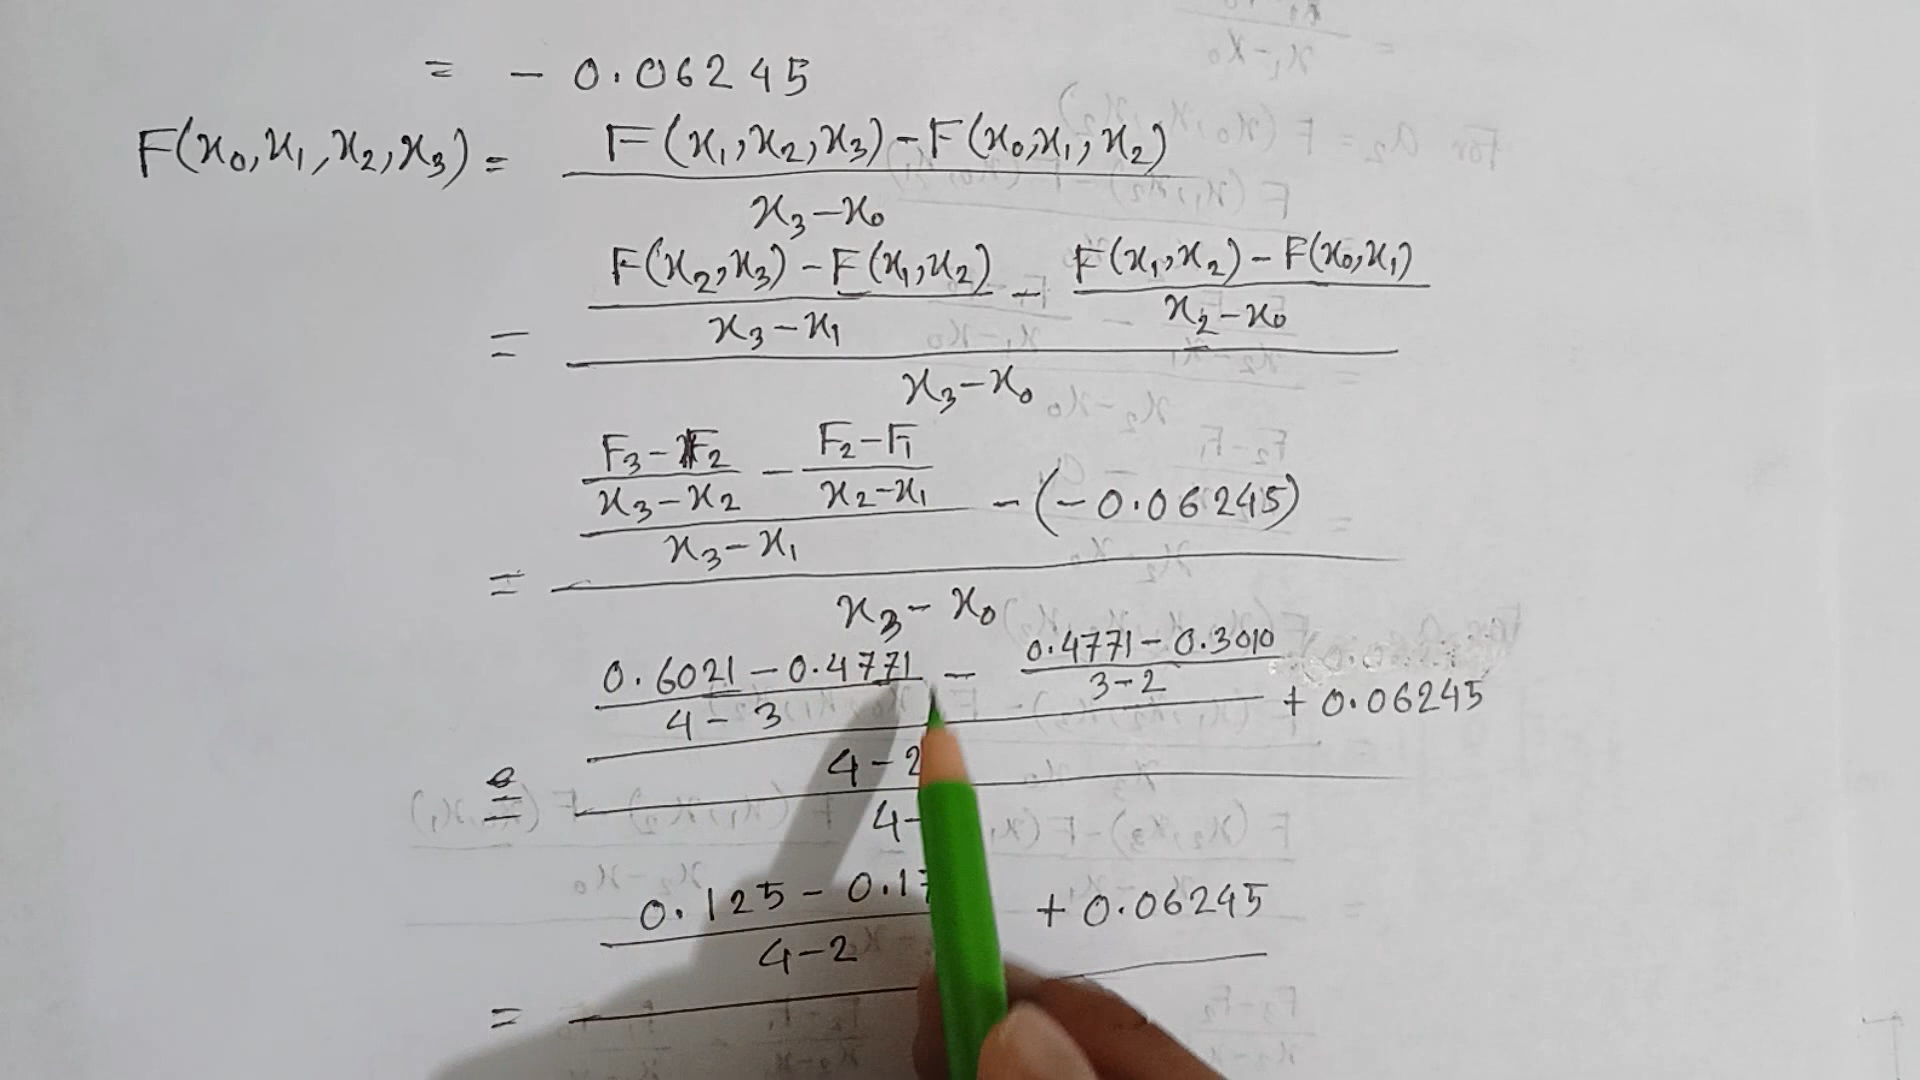 = - 0.06245
F(x0,x1,x2,x3) = F(x1,x2,x3) - F(x0,x1,x2)
x3 - x0
F(x2,x3) - F(x1,x2) - F(x1,x2) - F(x0,x1)
x3 - x1 x2 - x0
=
x3 - x0
F3 - F2 - F2 - F1
x3 - x2 x2 - x1 - (-0.06245)
x3 - x1
=
x3 - x0
0.6021 - 0.4771 - 0.4771 - 0.3010
4 - 3 3 - 2 + 0.06245
4 - 2
=
4 -
0.125 - 0.17 + 0.06245
4 - 2
=